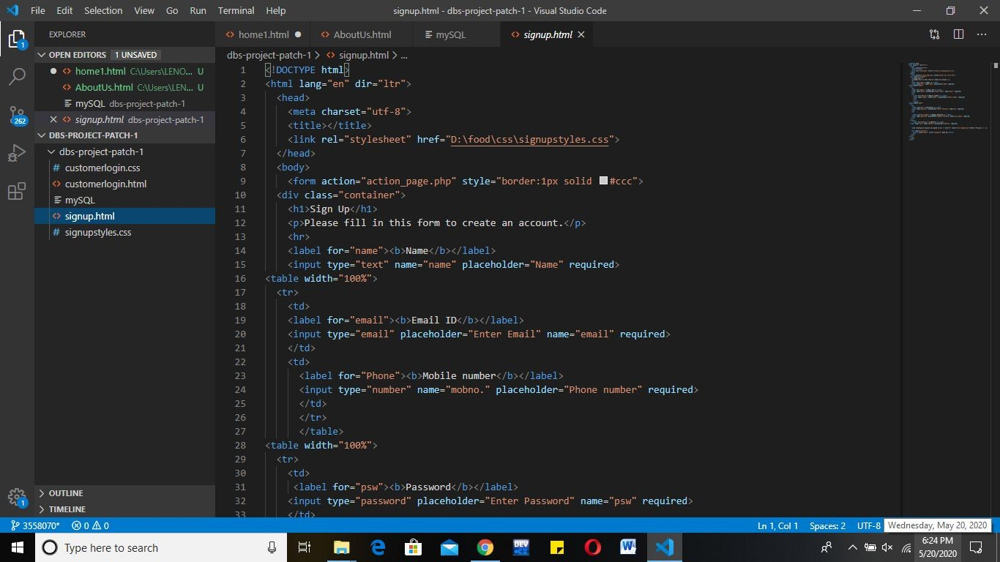 File Edit Selection View Go Run Terminal Help
signup.html - dbs-project-patch-1 - Visual Studio Code
EXPLORER
OPEN EDITORS 1 UNSAVED
home1.html C:\Users\LENO... U
AboutUs.html C:\Users\LEN... U
mySQL dbs-project-patch-1
signup.html dbs-project-patch-1
DBS-PROJECT-PATCH-1
dbs-project-patch-1
customerlogin.css
customerlogin.html
mySQL
signup.html
signupstyles.css
OUTLINE
TIMELINE
1
262
1
home1.html
AboutUs.html
mySQL
signup.html
dbs-project-patch-1 > signup.html > ...
1 <!DOCTYPE html>
2 <html lang="en" dir="ltr">
3 <head>
4 <meta charset="utf-8">
5 <title></title>
6 <link rel="stylesheet" href="D:\food\css\signupstyles.css">
7 </head>
8 <body>
9 <form action="action_page.php" style="border:1px solid #ccc">
10 <div class="container">
11 <h1>Sign Up</h1>
12 <p>Please fill in this form to create an account.</p>
13 <hr>
14 <label for="name"><b>Name</b></label>
15 <input type="text" name="name" placeholder="Name" required>
16 <table width="100%">
17 <tr>
18 <td>
19 <label for="email"><b>Email ID</b></label>
20 <input type="email" placeholder="Enter Email" name="email" required>
21 </td>
22 <td>
23 <label for="Phone"><b>Mobile number</b></label>
24 <input type="number" name="mobno." placeholder="Phone number" required>
25 </td>
26 </tr>
27 </table>
28 <table width="100%">
29 <tr>
30 <td>
31 <label for="psw"><b>Password</b></label>
32 <input type="password" placeholder="Enter Password" name="psw" required>
33 </td>
3558070* 0 0
Ln 1, Col 1 Spaces: 2 UTF-8
Wednesday, May 20, 2020
Type here to search
DEV
6:24 PM
5/20/2020